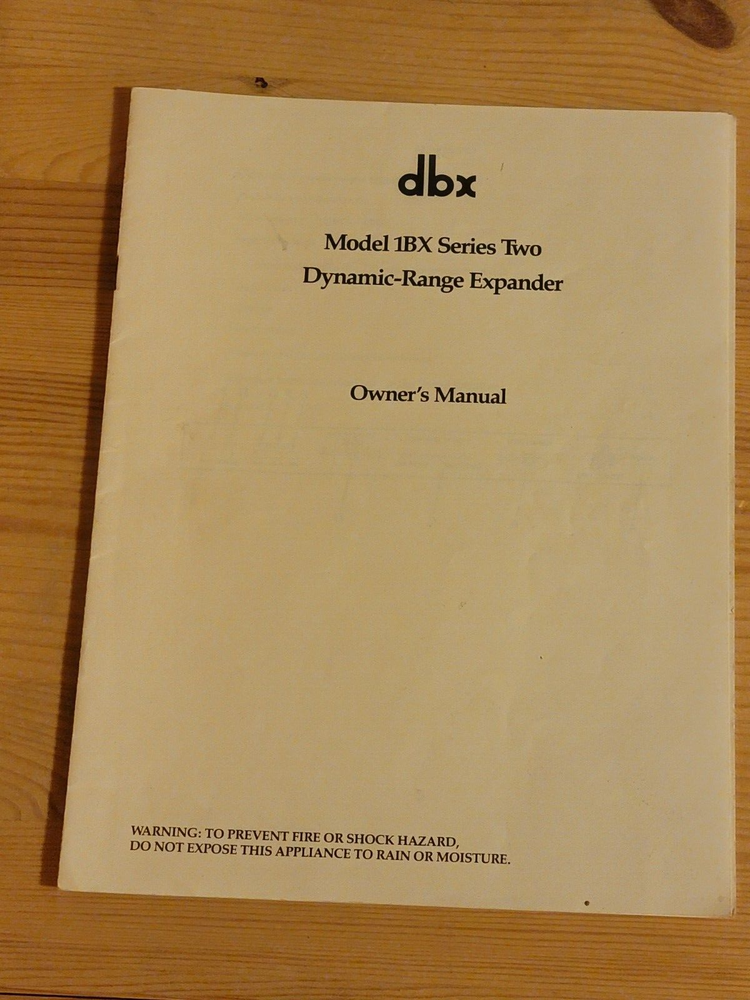 dbx
Model 1BX Series Two
Dynamic-Range Expander
Owner's Manual
WARNING: TO PREVENT FIRE OR SHOCK HAZARD,
DO NOT EXPOSE THIS APPLIANCE TO RAIN OR MOISTURE.